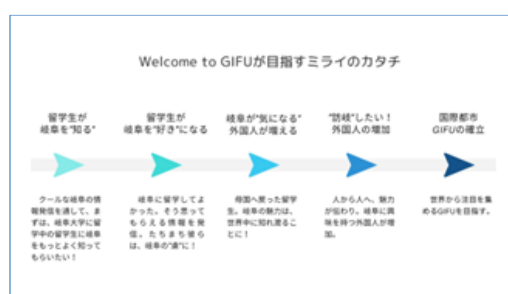 Welcome to GIFUが目指すミライのカタチ
留学生が
岐阜を"知る"
留学生が
岐阜を"好き"になる
岐阜が"気になる"
外国人が増える
"訪岐"したい!
外国人の増加
国際都市
GIFUの確立
クールな岐阜の情
報発信を通して、ま
ずは、岐阜大学に留
学中の留学生に岐阜
をもっとよく知って
もらいたい!
岐阜に留学してよ
かった。そう思って
もらえる情報を発
信。たちまち彼ら
は、岐阜の"虜"に!
母国へ戻った留学
生。岐阜の魅力は、
世界中に知れ渡るこ
とに!
人から人へ、魅力
が伝わり。岐阜に興
味を持つ外国人が増
加。
世界から注目を集
めるGIFUを目指す。